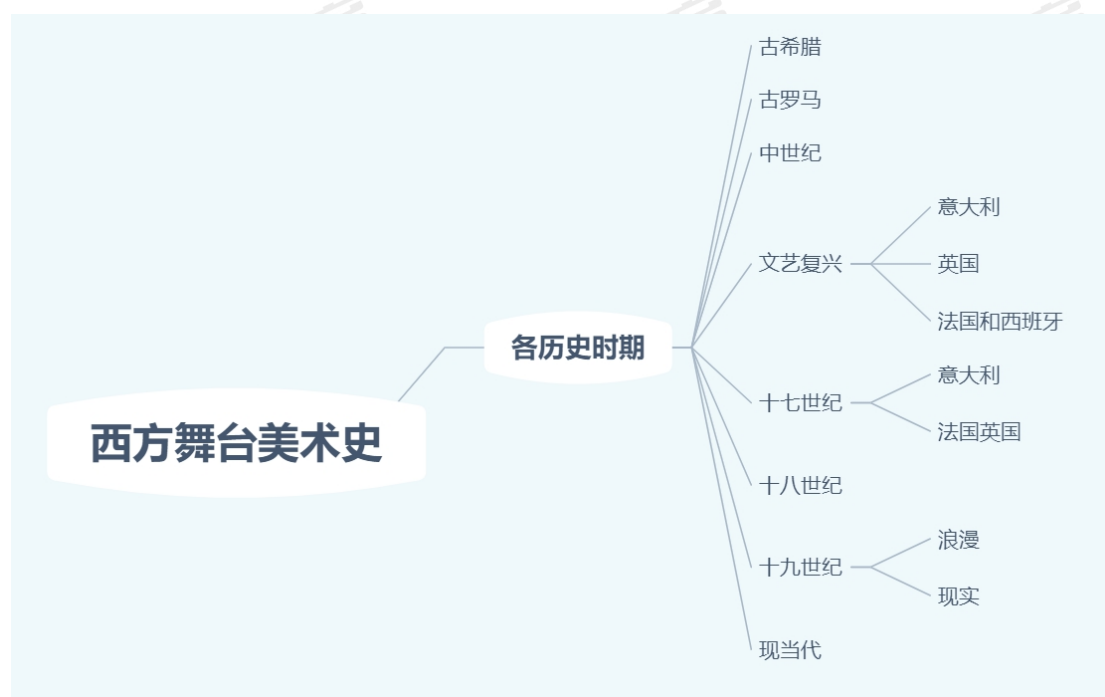 西方舞台美术史
各历史时期
古希腊
古罗马
中世纪
文艺复兴
意大利
英国
法国和西班牙
十七世纪
意大利
法国英国
十八世纪
十九世纪
浪漫
现实
现当代